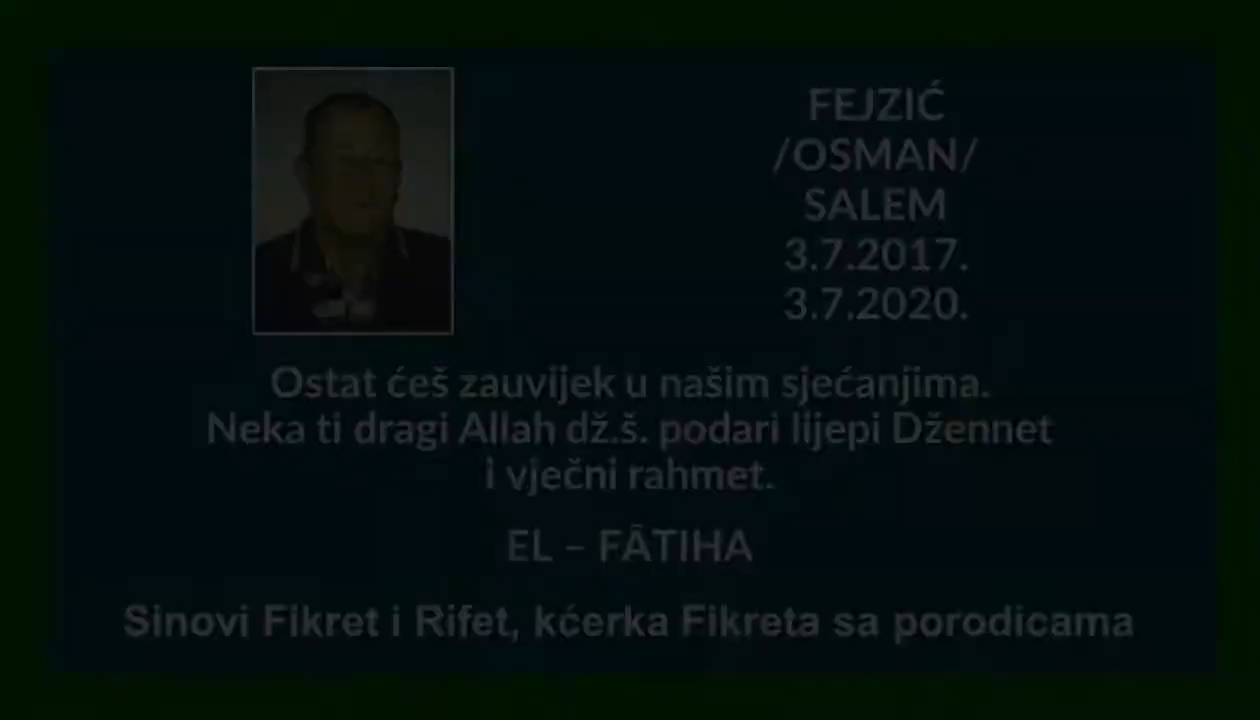 FEJZIĆ
/OSMAN/
SALEM
3.7.2017.
3.7.2020.
Ostat ćeš zauvijek u našim sjećanjima.
Neka ti dragi Allah dž.š. podari lijepi Džennet
i vječni rahmet.
EL – FĀTIHA
Sinovi Fikret i Rifet, kćerka Fikreta sa porodicama